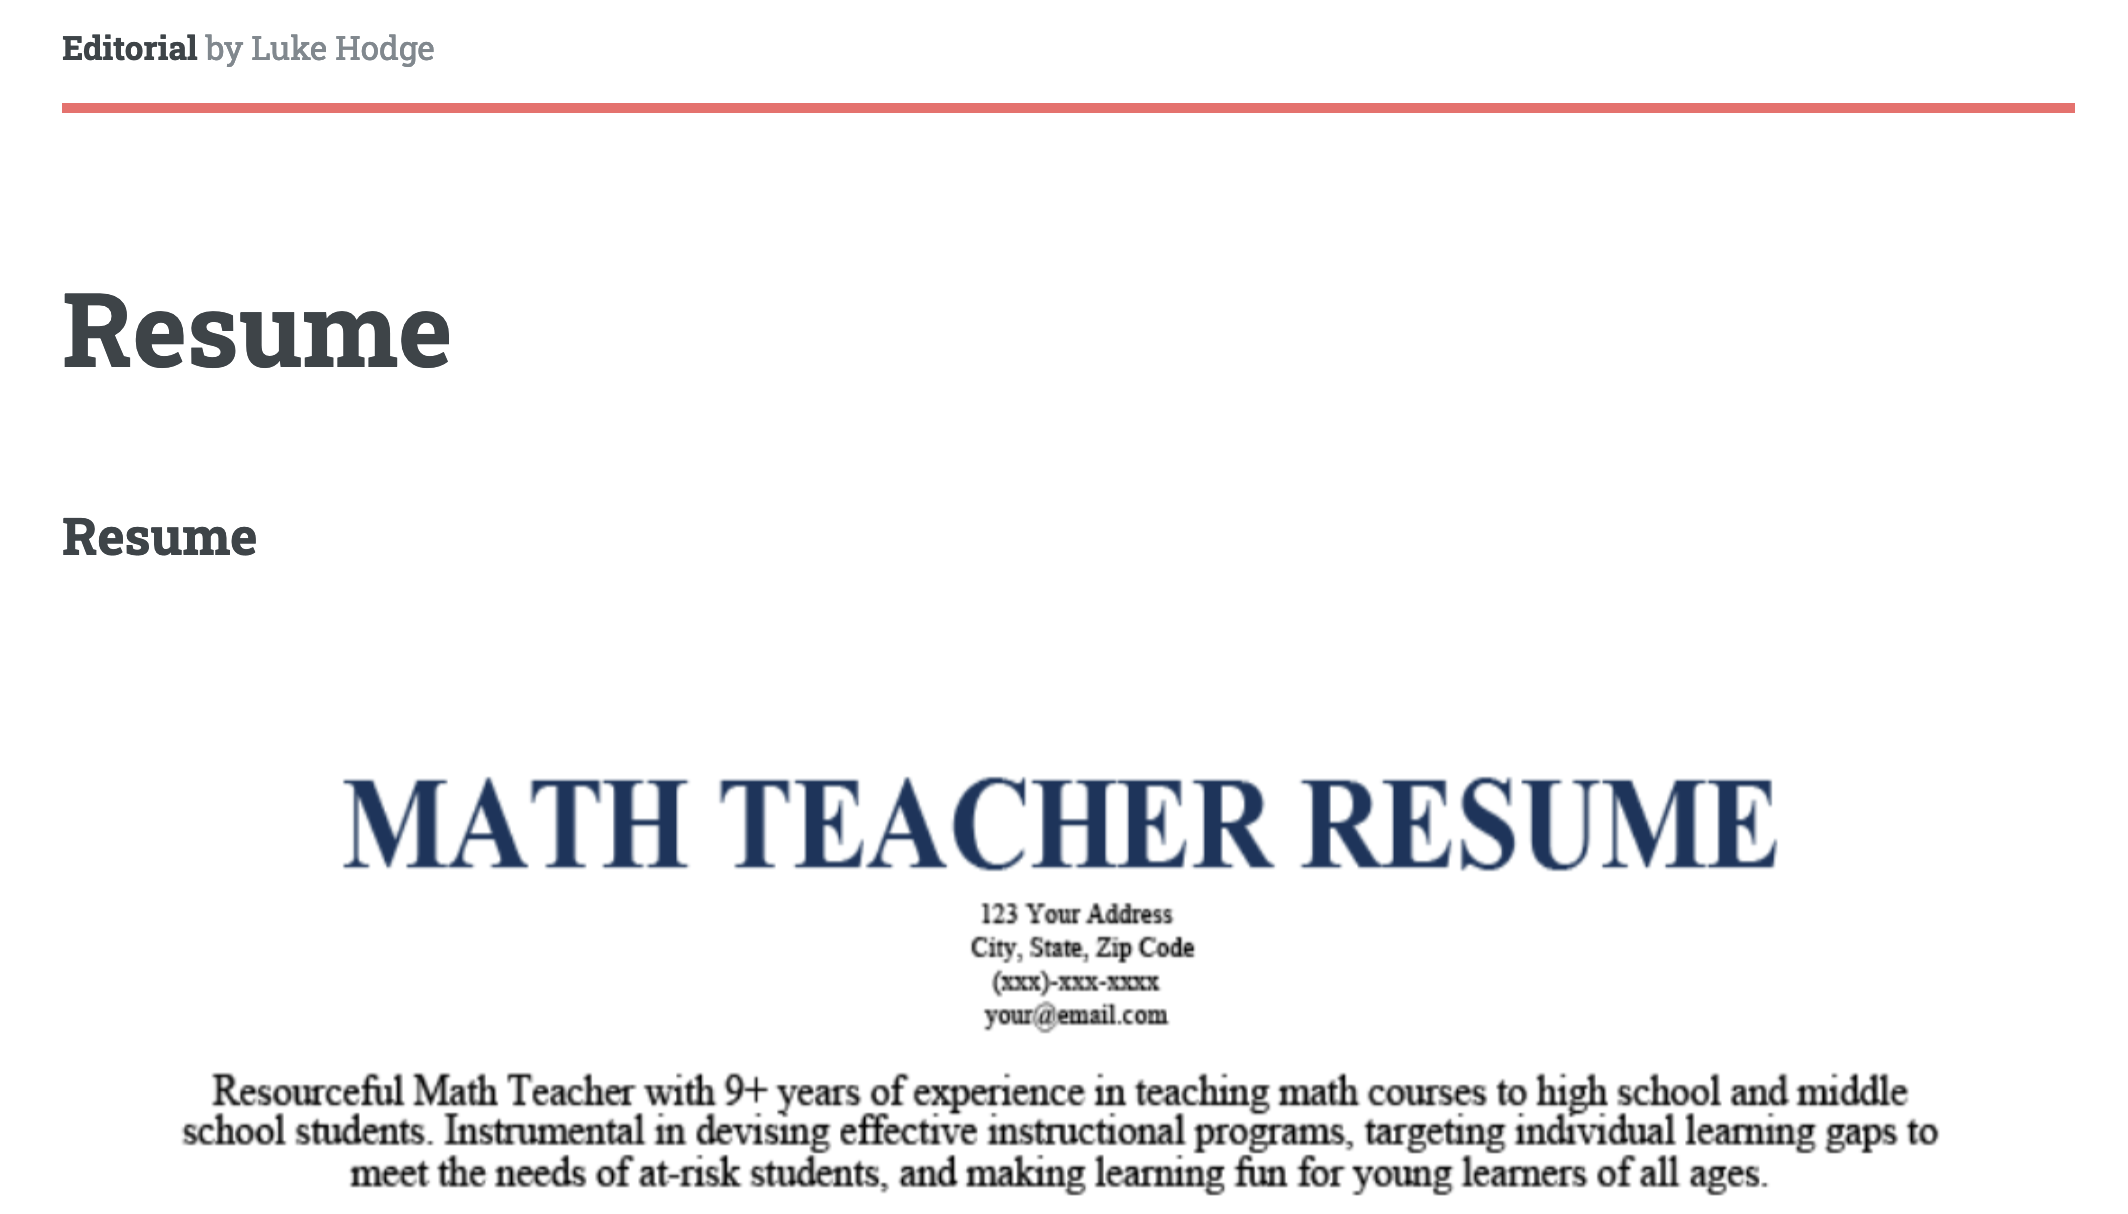 Editorial by Luke Hodge
Resume
Resume
MATH TEACHER RESUME
123 Your Address
City, State, Zip Code
(xxx)-xxx-xxxx
your@email.com
Resourceful Math Teacher with 9+ years of experience in teaching math courses to high school and middle
school students. Instrumental in devising effective instructional programs, targeting individual learning gaps to
meet the needs of at-risk students, and making learning fun for young learners of all ages.